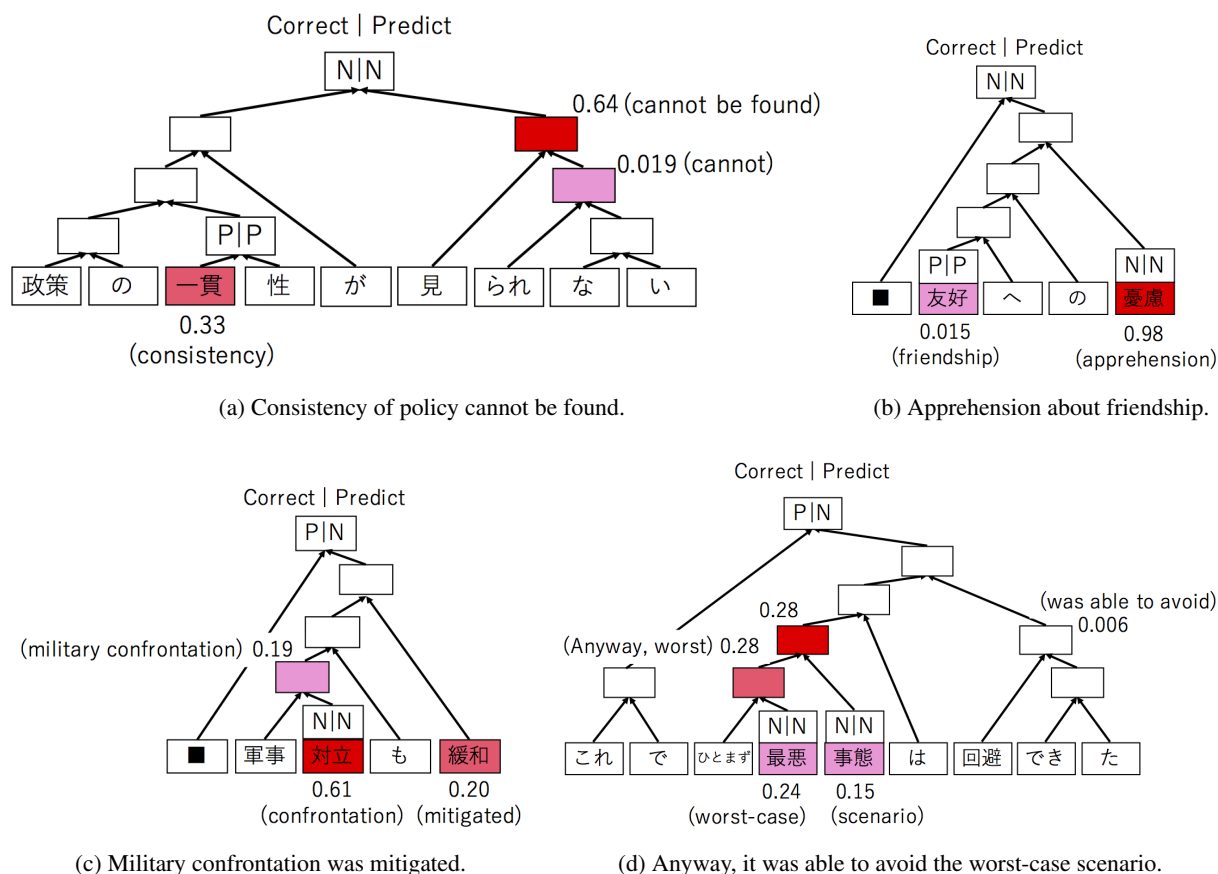 Correct | Predict
N|N
0.64 (cannot be found)
0.019 (cannot)
P|P
政策 の 一貫 性 が 見 られ な い
0.33
(consistency)
(a) Consistency of policy cannot be found.
Correct | Predict
N|N
P|P N|N
■ 友好 へ の 憂慮
0.015 0.98
(friendship) (apprehension)
(b) Apprehension about friendship.
Correct | Predict
P|N
(military confrontation) 0.19
N|N
■ 軍事 対立 も 緩和
0.61 0.20
(confrontation) (mitigated)
(c) Military confrontation was mitigated.
Correct | Predict
P|N
(was able to avoid)
0.006
0.28
(Anyway, worst) 0.28
N|N N|N
これ で ひとまず 最悪 事態 は 回避 でき た
0.24 0.15
(worst-case) (scenario)
(d) Anyway, it was able to avoid the worst-case scenario.